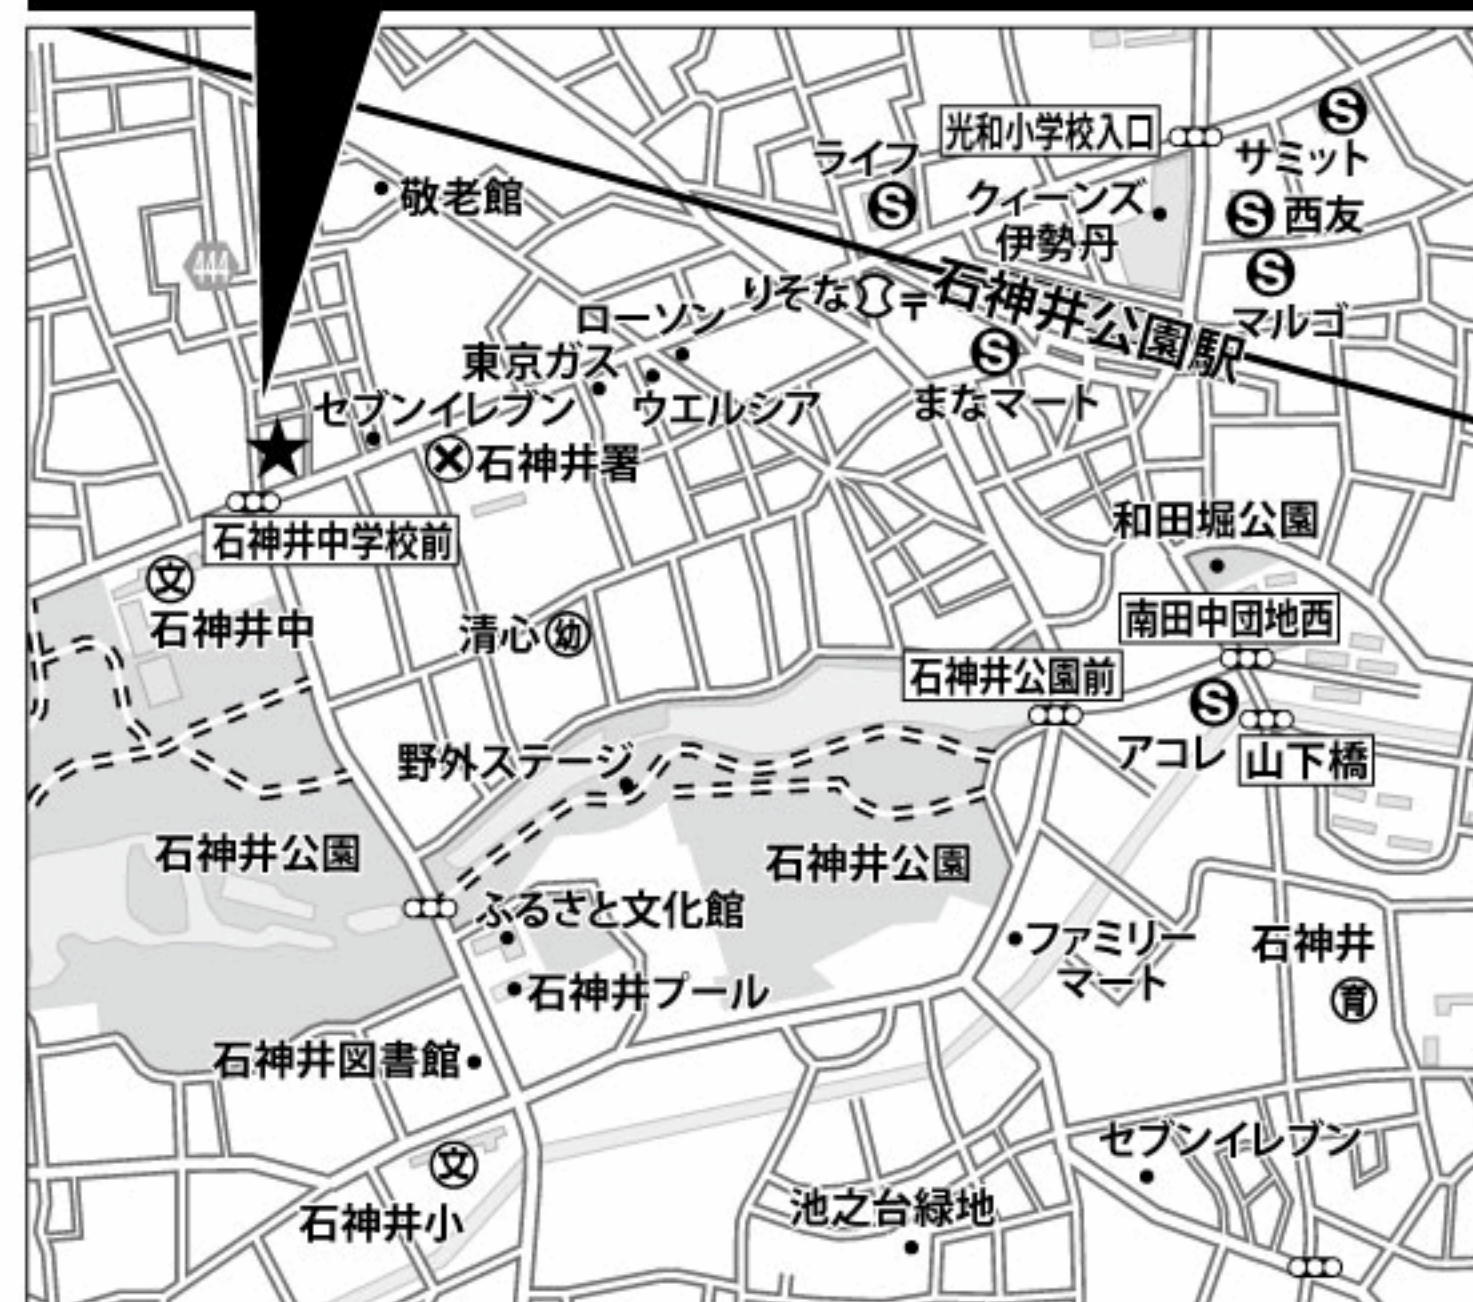 光和小学校入口
S
サミット
ライフ
S
敬老館
クィーンズ
伊勢丹
S
西友
444
S
マルゴ
りそな
〒
石神井公園駅
ローソン
東京ガス
S
まなマート
セブンイレブン
ウエルシア
石神井署
石神井中学校前
和田堀公園
文
石神井中
清心
幼
南田中団地西
石神井公園前
S
アコレ
山下橋
野外ステージ
石神井公園
石神井公園
ふるさと文化館
ファミリー
マート
石神井
育
石神井プール
石神井図書館
セブンイレブン
文
石神井小
池之台緑地